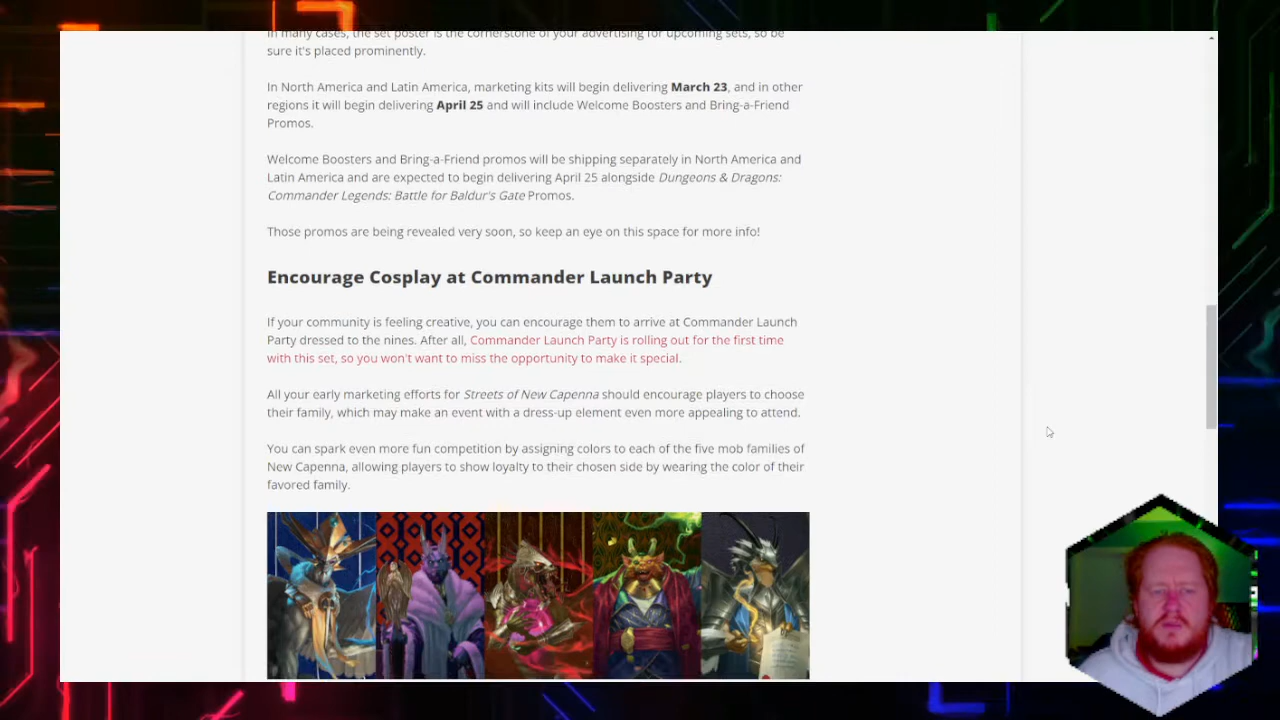 In many cases, the set poster is the cornerstone of your advertising for upcoming sets, so be
sure it's placed prominently.
In North America and Latin America, marketing kits will begin delivering March 23, and in other
regions it will begin delivering April 25 and will include Welcome Boosters and Bring-a-Friend
Promos.
Welcome Boosters and Bring-a-Friend promos will be shipping separately in North America and
Latin America and are expected to begin delivering April 25 alongside Dungeons & Dragons:
Commander Legends: Battle for Baldur's Gate Promos.
Those promos are being revealed very soon, so keep an eye on this space for more info!
Encourage Cosplay at Commander Launch Party
If your community is feeling creative, you can encourage them to arrive at Commander Launch
Party dressed to the nines. After all, Commander Launch Party is rolling out for the first time
with this set, so you won't want to miss the opportunity to make it special.
All your early marketing efforts for Streets of New Capenna should encourage players to choose
their family, which may make an event with a dress-up element even more appealing to attend.
You can spark even more fun competition by assigning colors to each of the five mob families of
New Capenna, allowing players to show loyalty to their chosen side by wearing the color of their
favored family.